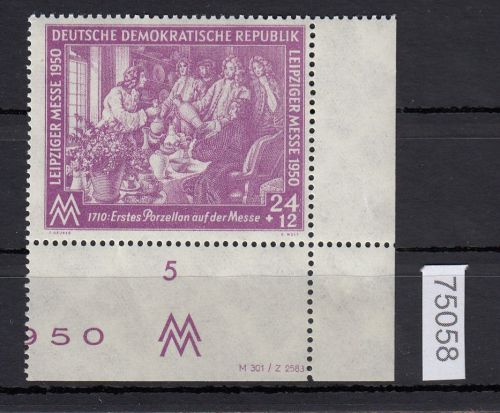 DEUTSCHE DEMOKRATISCHE REPUBLIK
LEIPZIGER MESSE 1950
LEIPZIGER MESSE 1950
24
+12
MM
1710: Erstes Porzellan auf der Messe
E. WOLF
5
950
MM
M 301 / Z 2583
75058